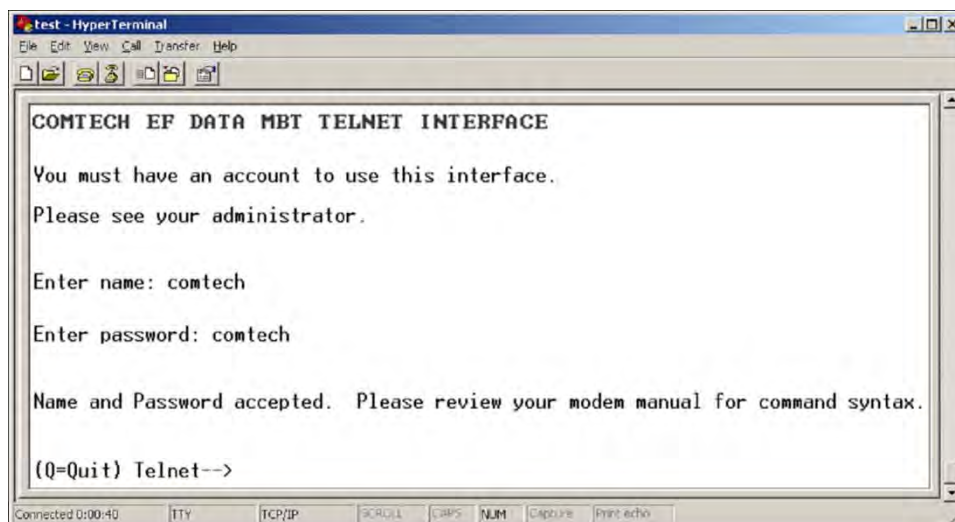 test - HyperTerminal
File Edit View Call Transfer Help
COMTECH EF DATA MBT TELNET INTERFACE
You must have an account to use this interface.
Please see your administrator.
Enter name: comtech
Enter password: comtech
Name and Password accepted.  Please review your modem manual for command syntax.
(Q=Quit) Telnet-->
Connected 0:00:40 TTY TCP/IP SCROLL CAPS NUM Capture Print echo